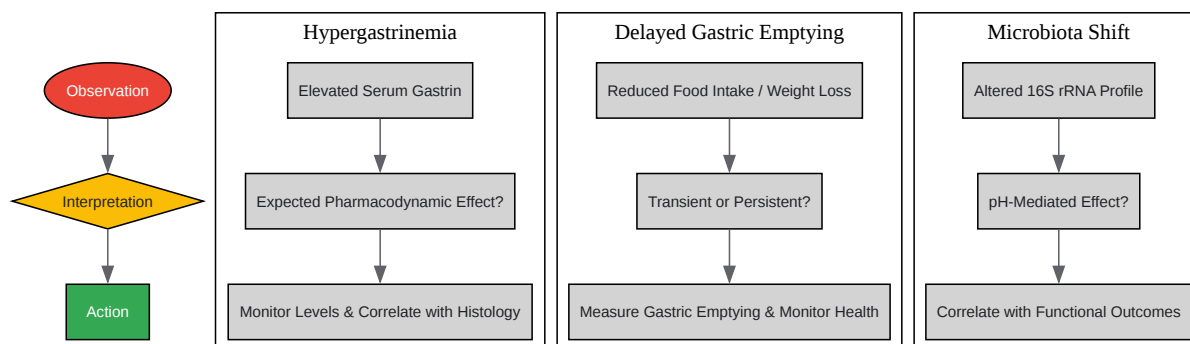 Hypergastrinemia
Delayed Gastric Emptying
Microbiota Shift
Observation
Elevated Serum Gastrin
Reduced Food Intake / Weight Loss
Altered 16S rRNA Profile
Interpretation
Expected Pharmacodynamic Effect?
Transient or Persistent?
pH-Mediated Effect?
Action
Monitor Levels & Correlate with Histology
Measure Gastric Emptying & Monitor Health
Correlate with Functional Outcomes